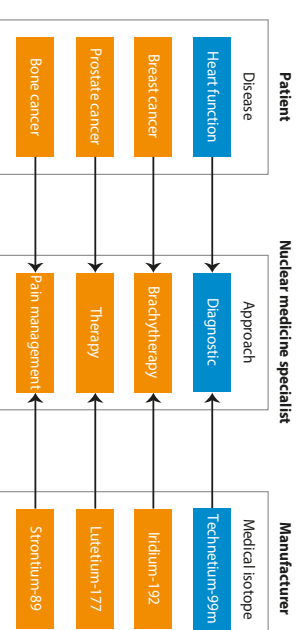 Patient
Nuclear medicine specialist
Manufacturer
Disease
Approach
Medical isotope
Heart function
Diagnostic
Technetium-99m
Breast cancer
Brachytherapy
Iridium-192
Prostate cancer
Therapy
Lutetium-177
Bone cancer
Pain management
Strontium-89